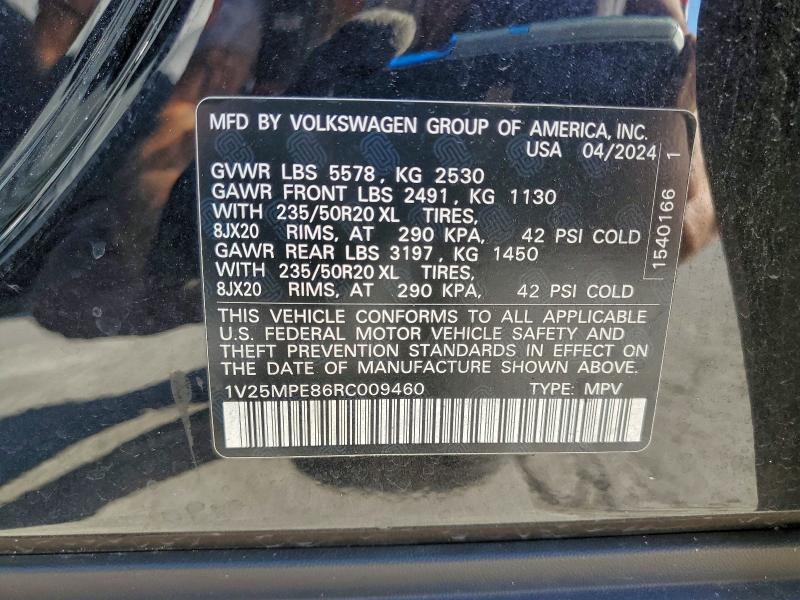 MFD BY VOLKSWAGEN GROUP OF AMERICA, INC.
USA 04/2024
GVWR LBS 5578, KG 2530
GAWR FRONT LBS 2491, KG 1130
WITH 235/50R20 XL TIRES,
8JX20 RIMS, AT 290 KPA, 42 PSI COLD
GAWR REAR LBS 3197, KG 1450
WITH 235/50R20 XL TIRES,
8JX20 RIMS, AT 290 KPA, 42 PSI COLD
THIS VEHICLE CONFORMS TO ALL APPLICABLE
U.S. FEDERAL MOTOR VEHICLE SAFETY AND
THEFT PREVENTION STANDARDS IN EFFECT ON
THE DATE OF MANUFACTURE SHOWN ABOVE.
1V25MPE86RC009460 TYPE: MPV
1540166 1